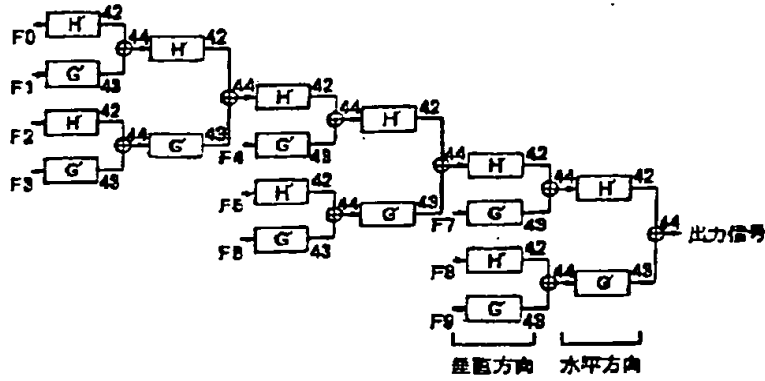 42
H'
F0 44 42
H'
G'
F1 43 44 42
H'
42 44 42
H' H'
F2 44 43
G' G'
F4 43 44 42
G' H'
F3 43 42 44 42
H' H'
F5 44 43
G' G'
F7 43
44 出力信号
G'
F6 43 42
H'
F8 44 43
G'
G'
F9 43
垂直方向 水平方向